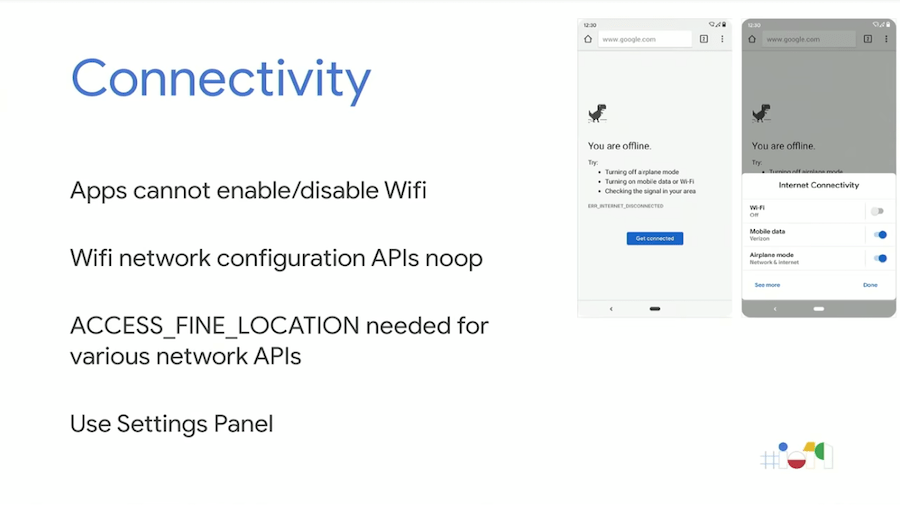 Connectivity
Apps cannot enable/disable Wifi
Wifi network configuration APIs noop
ACCESS_FINE_LOCATION needed for
various network APIs
Use Settings Panel
12:30
www.google.com
2
You are offline.
Try:
• Turning off airplane mode
• Turning on mobile data or Wi-Fi
• Checking the signal in your area
ERR_INTERNET_DISCONNECTED
Get connected
12:30
www.google.com
2
You are offline.
Try:
• Turning off airplane mode
Internet Connectivity
Wi-Fi
Off
Mobile data
Verizon
Airplane mode
Network & internet
See more
Done
#io19